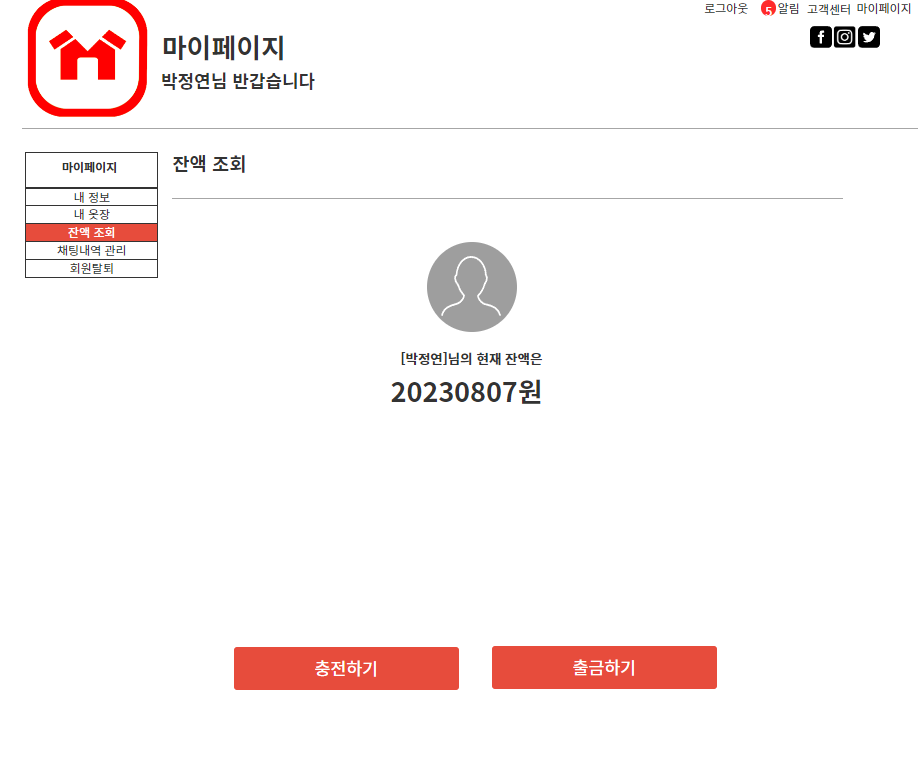 로그아웃 5 알림 고객센터 마이페이지
마이페이지
박정연님 반갑습니다
마이페이지
내 정보
내 옷장
잔액 조회
채팅내역 관리
회원탈퇴
잔액 조회
[박정연]님의 현재 잔액은
20230807원
충전하기 출금하기